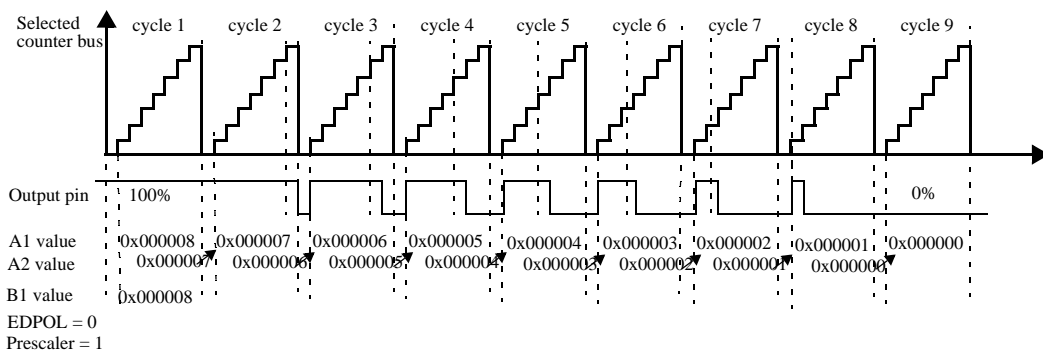 Selected
counter bus
cycle 1 cycle 2 cycle 3 cycle 4 cycle 5 cycle 6 cycle 7 cycle 8 cycle 9
Output pin 100% 0%
A1 value 0x000008 0x000007 0x000006 0x000005 0x000004 0x000003 0x000002 0x000001 0x000000
A2 value 0x000007 0x000006 0x000005 0x000004 0x000003 0x000002 0x000001 0x000000
B1 value 0x000008
EDPOL = 0
Prescaler = 1